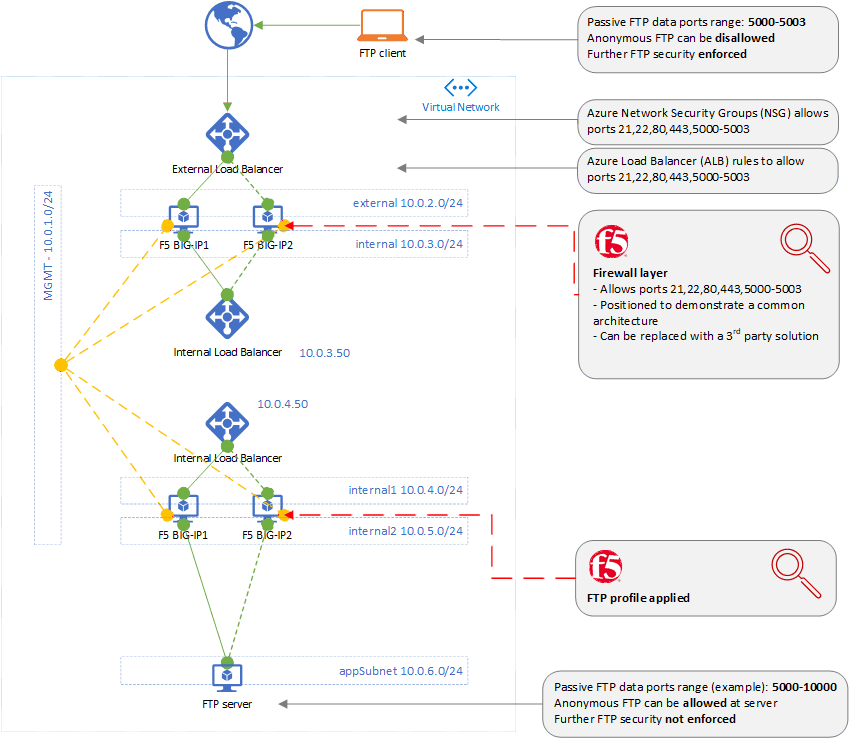 Passive FTP data ports range: 5000-5003
Anonymous FTP can be disallowed
Further FTP security enforced
FTP client
Virtual Network
Azure Network Security Groups (NSG) allows
ports 21,22,80,443,5000-5003
Azure Load Balancer (ALB) rules to allow
ports 21,22,80,443,5000-5003
External Load Balancer
MGMT - 10.0.1.0/24
external 10.0.2.0/24
F5 BIG-IP1
F5 BIG-IP2
internal 10.0.3.0/24
f5
Firewall layer
- Allows ports 21,22,80,443,5000-5003
- Positioned to demonstrate a common
architecture
- Can be replaced with a 3rd party solution
Internal Load Balancer
10.0.3.50
10.0.4.50
Internal Load Balancer
internal1 10.0.4.0/24
F5 BIG-IP1
F5 BIG-IP2
internal2 10.0.5.0/24
f5
FTP profile applied
appSubnet 10.0.6.0/24
FTP server
Passive FTP data ports range (example): 5000-10000
Anonymous FTP can be allowed at server
Further FTP security not enforced